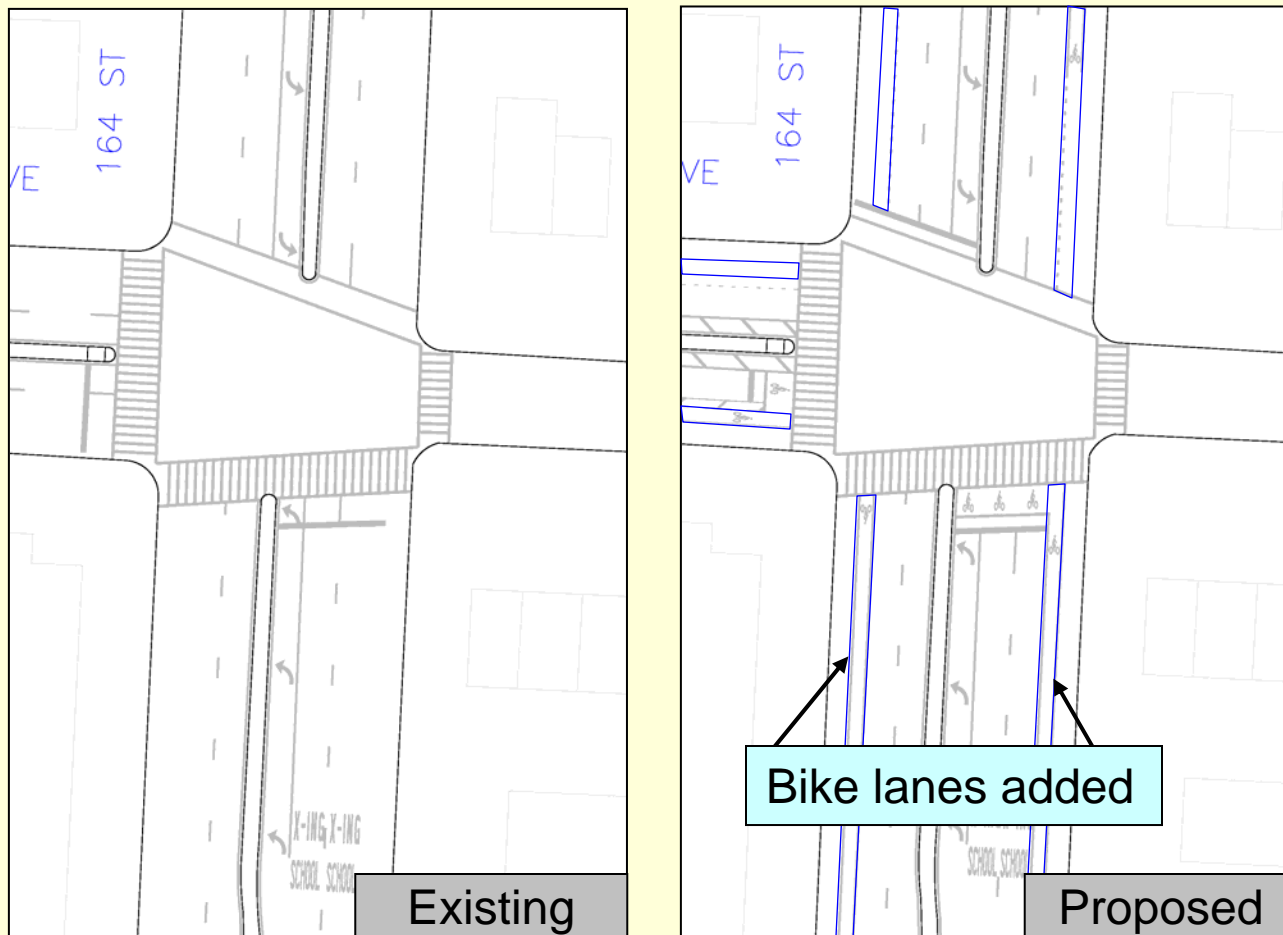 164 ST
VE
X-ING X-ING
SCHOOL SCHOOL
Existing
164 ST
VE
Bike lanes added
SCHOOL SCHOOL
Proposed